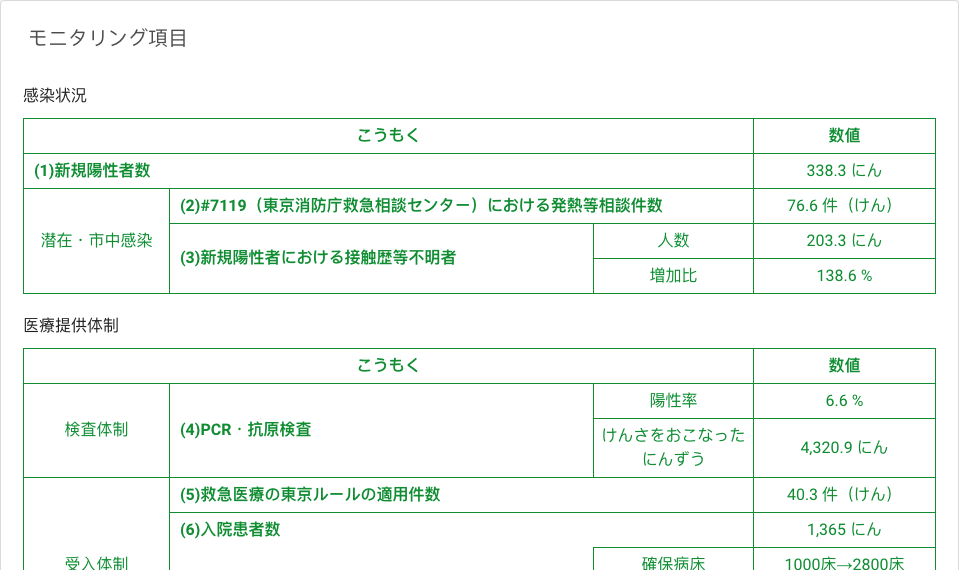 モニタリング項目
感染状況
こうもく 数値
(1)新規陽性者数 338.3 にん
潜在・市中感染
(2)#7119（東京消防庁救急相談センター）における発熱等相談件数 76.6 件（けん）
(3)新規陽性者における接触歴等不明者
人数 203.3 にん
増加比 138.6 %
医療提供体制
こうもく 数値
検査体制
(4)PCR・抗原検査
陽性率 6.6 %
けんさをおこなった
にんずう
4,320.9 にん
受入体制
(5)救急医療の東京ルールの適用件数 40.3 件（けん）
(6)入院患者数 1,365 にん
確保病床 1000床→2800床